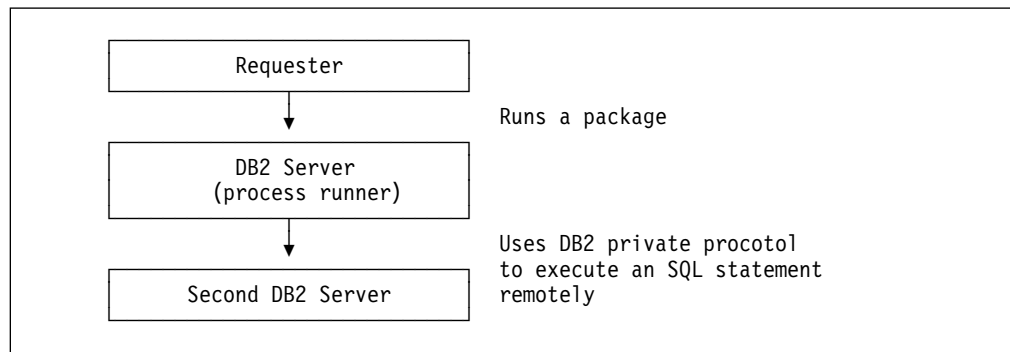 Requester
Runs a package
DB2 Server
(process runner)
Uses DB2 private procotol
to execute an SQL statement
remotely
Second DB2 Server